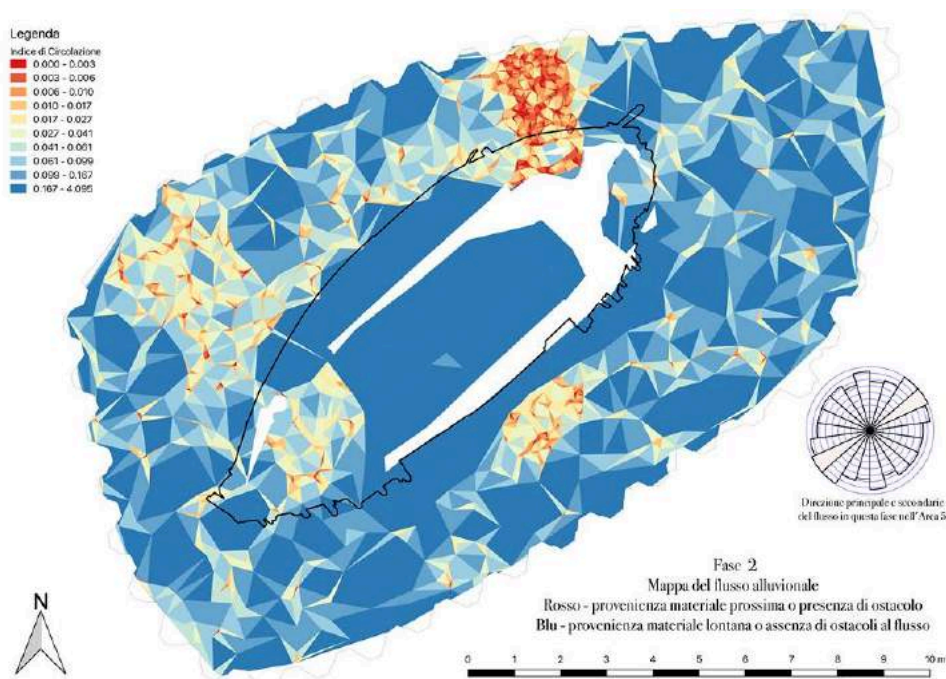 Legenda
Indice di Circolazione
0.000 - 0.003
0.003 - 0.006
0.006 - 0.010
0.010 - 0.017
0.017 - 0.027
0.027 - 0.041
0.041 - 0.061
0.061 - 0.099
0.099 - 0.167
0.167 - 4.095
Direzione principale e secondarie
del flusso in questa fase nell'Area 5
Fase 2
Mappa del flusso alluvionale
Rosso - provenienza materiale prossima o presenza di ostacolo
Blu - provenienza materiale lontana o assenza di ostacoli al flusso
N
0 1 2 3 4 5 6 7 8 9 10 m